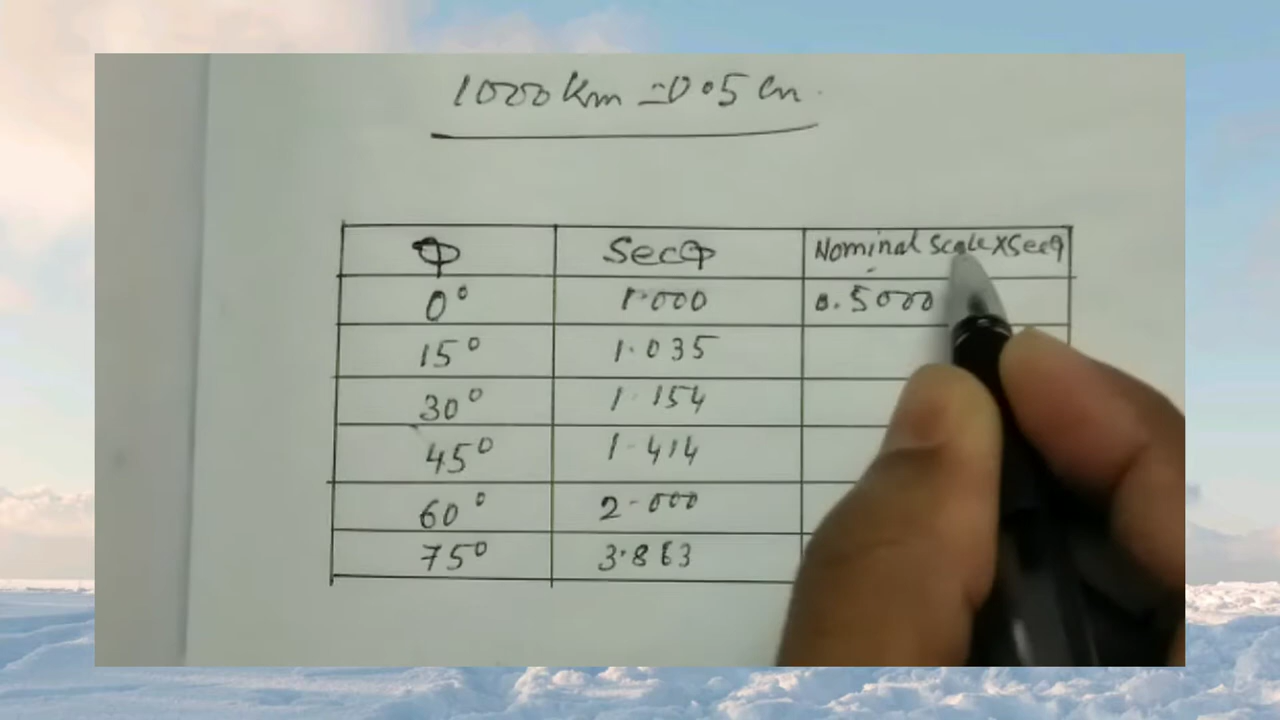 1000 Km = 0.5 Cm.
Φ Secφ Nominal Scale X Secφ
0° 1.000 0.5000
15° 1.035
30° 1.154
45° 1.414
60° 2.000
75° 3.863